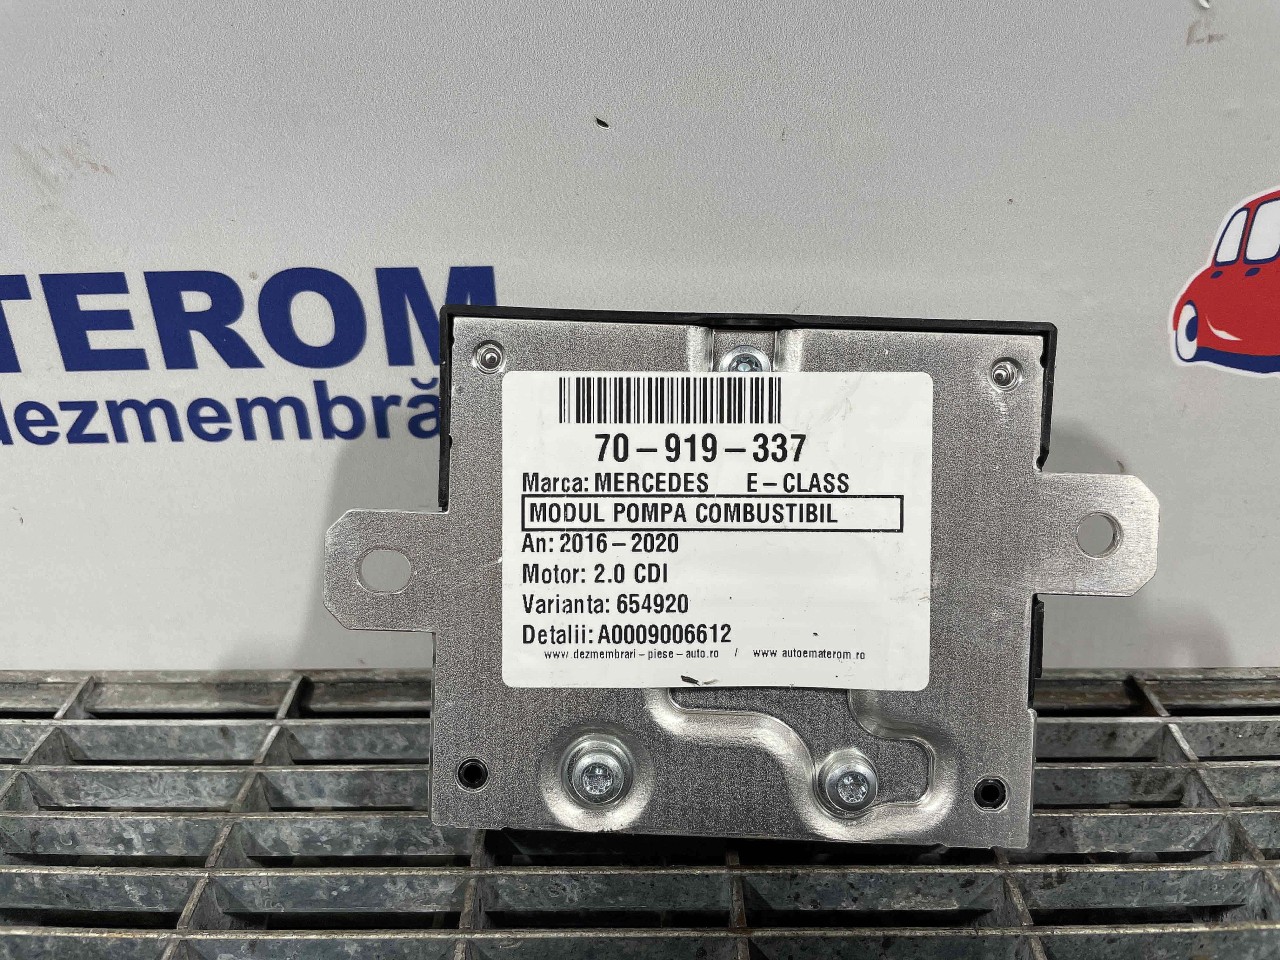 TEROM
dezmembră
70-919-337
Marca: MERCEDES E-CLASS
MODUL POMPA COMBUSTIBIL
An: 2016-2020
Motor: 2.0 CDI
Varianta: 654920
Detalii: A0009006612
www.dezmembrari-piese-auto.ro / www.autoematerom.ro